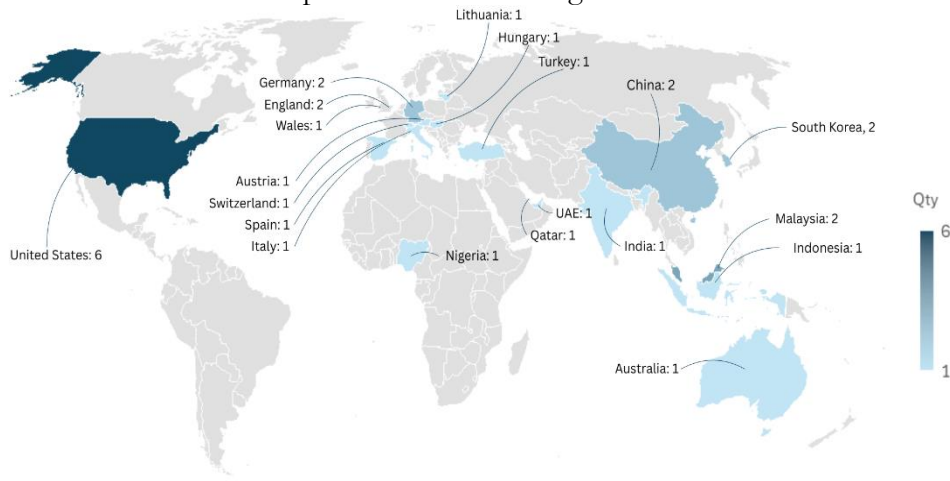 Lithuania: 1
Hungary: 1
Turkey: 1
Germany: 2
England: 2
Wales: 1
China: 2
South Korea, 2
Austria: 1
Switzerland: 1
Spain: 1
Italy: 1
UAE: 1
Qatar: 1
India: 1
Nigeria: 1
Malaysia: 2
Indonesia: 1
United States: 6
Australia: 1
Qty
6
1